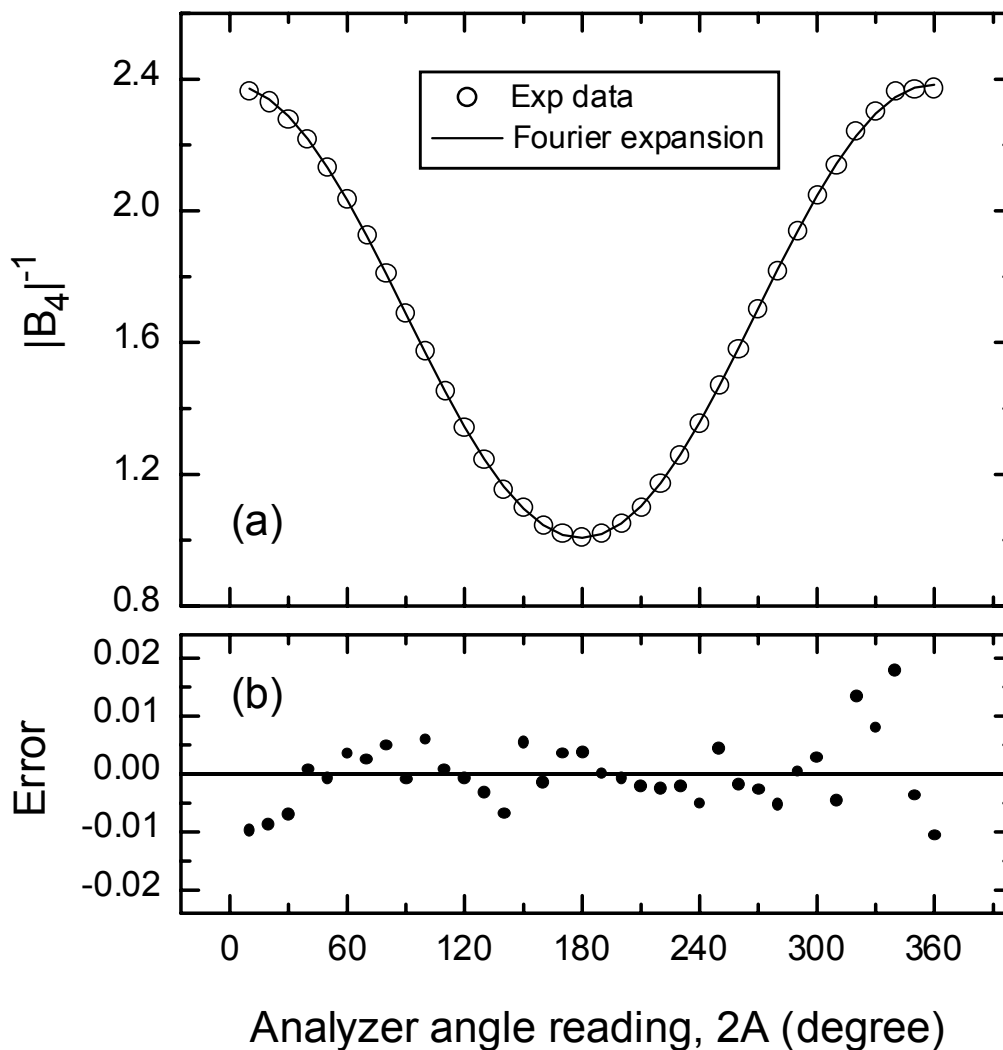 2.4
2.0
1.6
1.2
0.8
|B₄|⁻¹
Exp data
Fourier expansion
(a)
0.02
0.01
0.00
-0.01
-0.02
Error
(b)
0 60 120 180 240 300 360
Analyzer angle reading, 2A (degree)